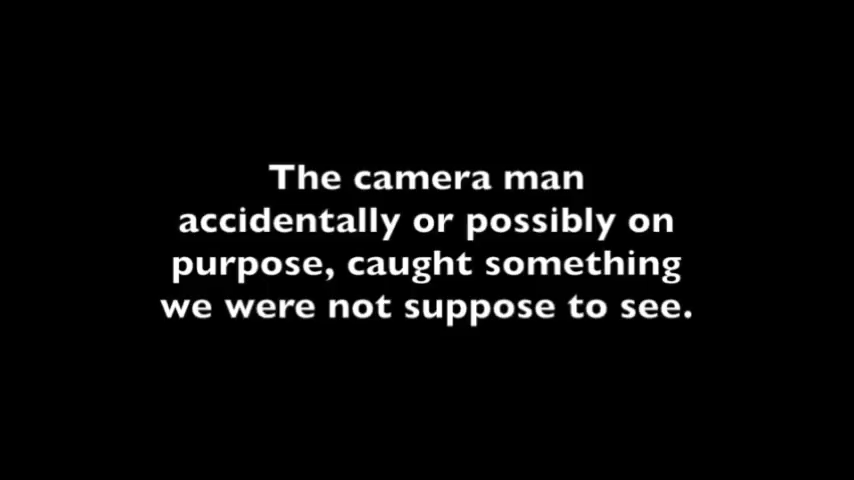 The camera man
accidentally or possibly on
purpose, caught something
we were not suppose to see.